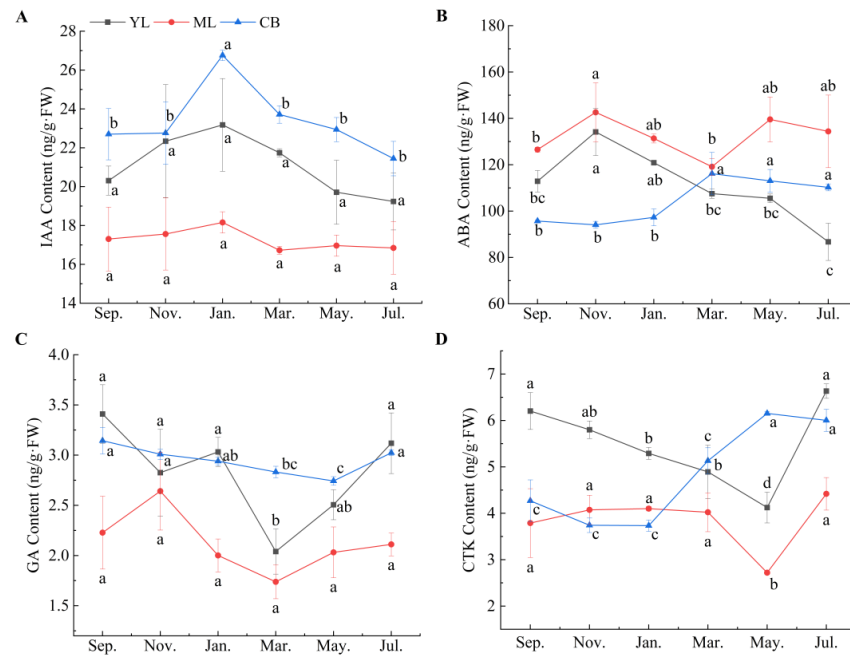 A
YL ML CB
IAA Content (ng/g·FW)
28
26
24
22
20
18
16
14
a
b b b b b
a a a a a a
a a a a a a
Sep. Nov. Jan. Mar. May. Jul.
B
ABA Content (ng/g·FW)
180
160
140
120
100
80
60
a
b ab b ab ab
a a a
bc ab bc bc
b b b c
Sep. Nov. Jan. Mar. May. Jul.
C
GA Content (ng/g·FW)
4.0
3.5
3.0
2.5
2.0
1.5
a a a a
a a ab bc c a
b ab
a a a a a a
Sep. Nov. Jan. Mar. May. Jul.
D
CTK Content (ng/g·FW)
7
6
5
4
3
2
a ab b c a
b d a a
c a a
c c a
a b a
Sep. Nov. Jan. Mar. May. Jul.